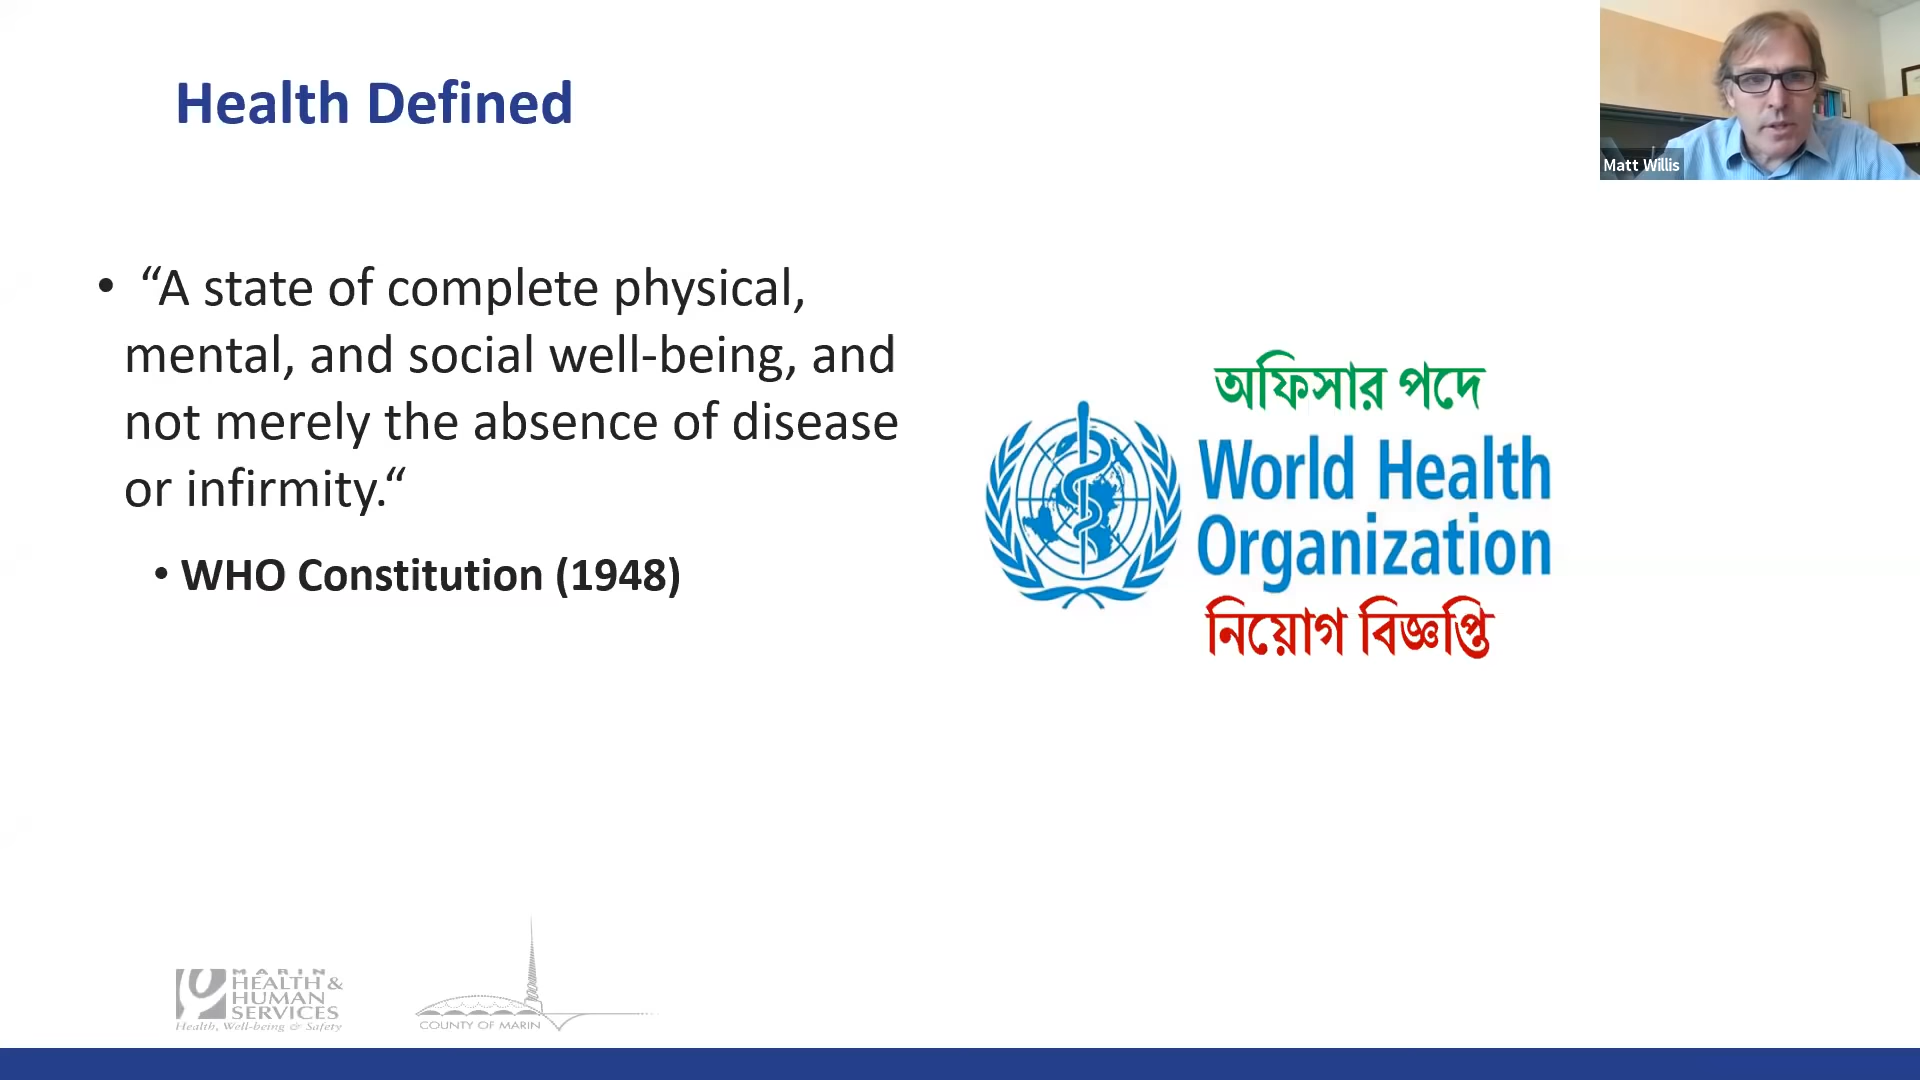 Health Defined
Matt Willis
• “A state of complete physical,
mental, and social well-being, and
not merely the absence of disease
or infirmity.“
• WHO Constitution (1948)
অফিসার পদে
World Health
Organization
নিয়োগ বিজ্ঞপ্তি
MARIN
HEALTH &
HUMAN
SERVICES
Health, Well-being & Safety
COUNTY OF MARIN